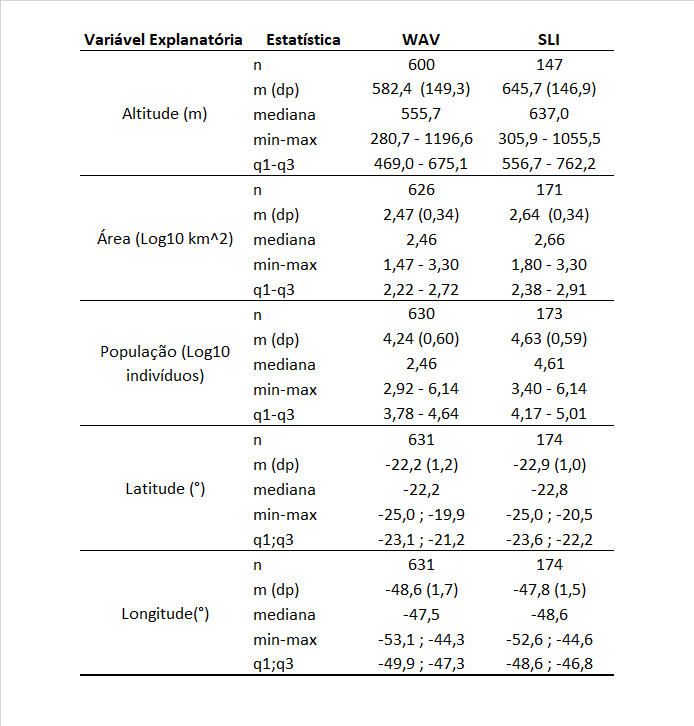 Variável Explanatória Estatística WAV SLI
n 600 147
m (dp) 582,4 (149,3) 645,7 (146,9)
Altitude (m) mediana 555,7 637,0
min-max 280,7 - 1196,6 305,9 - 1055,5
q1-q3 469,0 - 675,1 556,7 - 762,2
n 626 171
m (dp) 2,47 (0,34) 2,64 (0,34)
Área (Log10 km^2) mediana 2,46 2,66
min-max 1,47 - 3,30 1,80 - 3,30
q1-q3 2,22 - 2,72 2,38 - 2,91
n 630 173
m (dp) 4,24 (0,60) 4,63 (0,59)
População (Log10 indivíduos) mediana 2,46 4,61
min-max 2,92 - 6,14 3,40 - 6,14
q1-q3 3,78 - 4,64 4,17 - 5,01
n 631 174
m (dp) -22,2 (1,2) -22,9 (1,0)
Latitude (°) mediana -22,2 -22,8
min-max -25,0 ; -19,9 -25,0 ; -20,5
q1;q3 -23,1 ; -21,2 -23,6 ; -22,2
n 631 174
m (dp) -48,6 (1,7) -47,8 (1,5)
Longitude(°) mediana -47,5 -48,6
min-max -53,1 ; -44,3 -52,6 ; -44,6
q1;q3 -49,9 ; -47,3 -48,6 ; -46,8